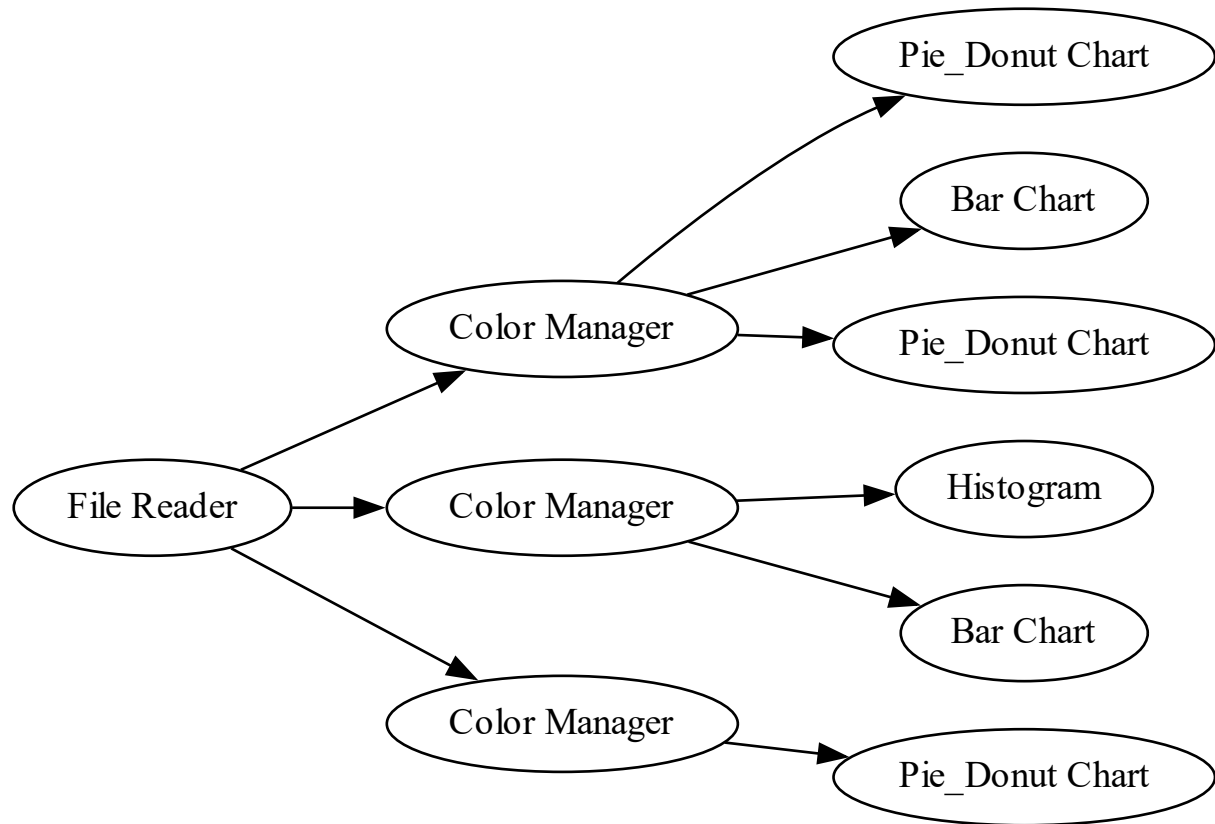 Pie_Donut Chart
Bar Chart
Color Manager
Pie_Donut Chart
Histogram
File Reader
Color Manager
Bar Chart
Color Manager
Pie_Donut Chart